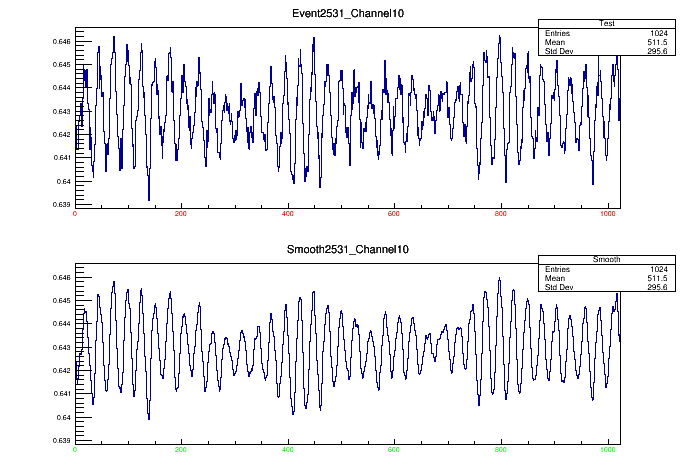 Event2531_Channel10
Test
Entries 1024
Mean 511.5
Std Dev 295.6
0.646
0.645
0.644
0.643
0.642
0.641
0.64
0.639
0 200 400 600 800 1000
Smooth2531_Channel10
Smooth
Entries 1024
Mean 511.5
Std Dev 295.6
0.646
0.645
0.644
0.643
0.642
0.641
0.64
0.639
0 200 400 600 800 1000